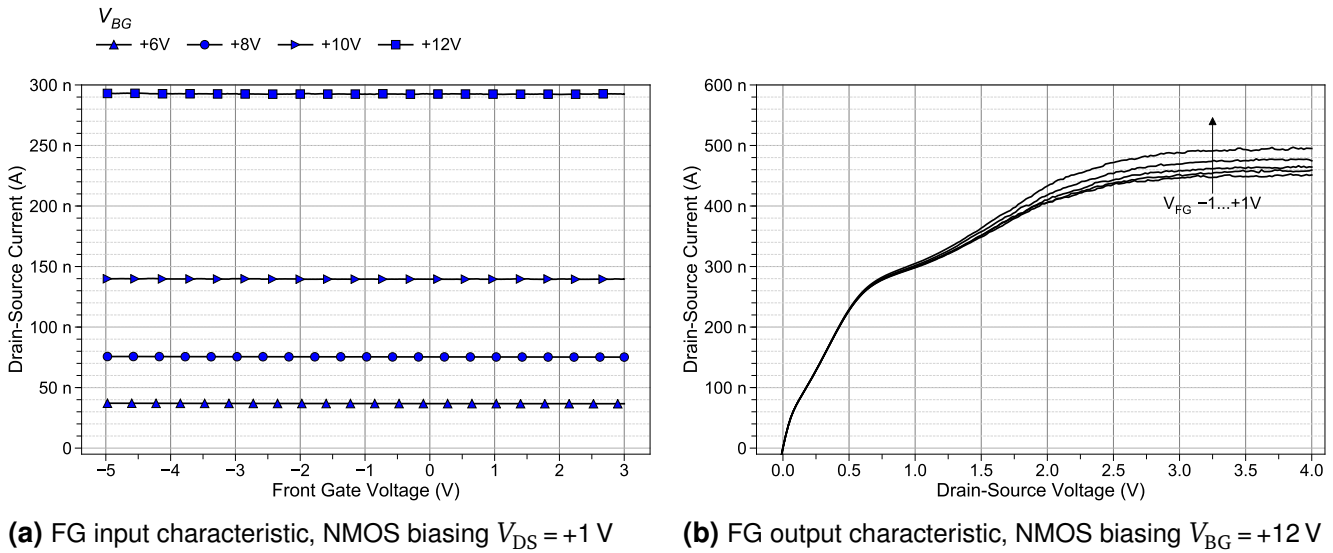 V_BG
+6V +8V +10V +12V
300 n
250 n
200 n
150 n
100 n
50 n
0
Drain-Source Current (A)
−5 −4 −3 −2 −1 0 1 2 3
Front Gate Voltage (V)
(a) FG input characteristic, NMOS biasing V_DS = +1 V
600 n
500 n
400 n
300 n
200 n
100 n
0
Drain-Source Current (A)
V_FG −1...+1V
0.0 0.5 1.0 1.5 2.0 2.5 3.0 3.5 4.0
Drain-Source Voltage (V)
(b) FG output characteristic, NMOS biasing V_BG = +12 V